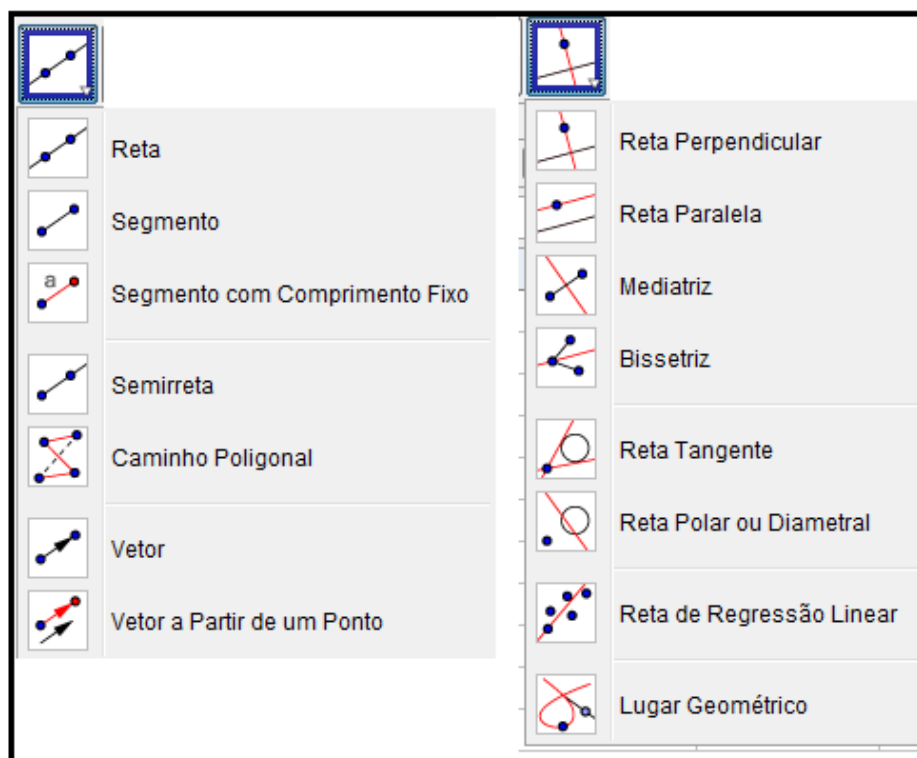 Reta
Segmento
a
Segmento com Comprimento Fixo
Semirreta
Caminho Poligonal
Vetor
Vetor a Partir de um Ponto
Reta Perpendicular
Reta Paralela
Mediatriz
Bissetriz
Reta Tangente
Reta Polar ou Diametral
Reta de Regressão Linear
Lugar Geométrico